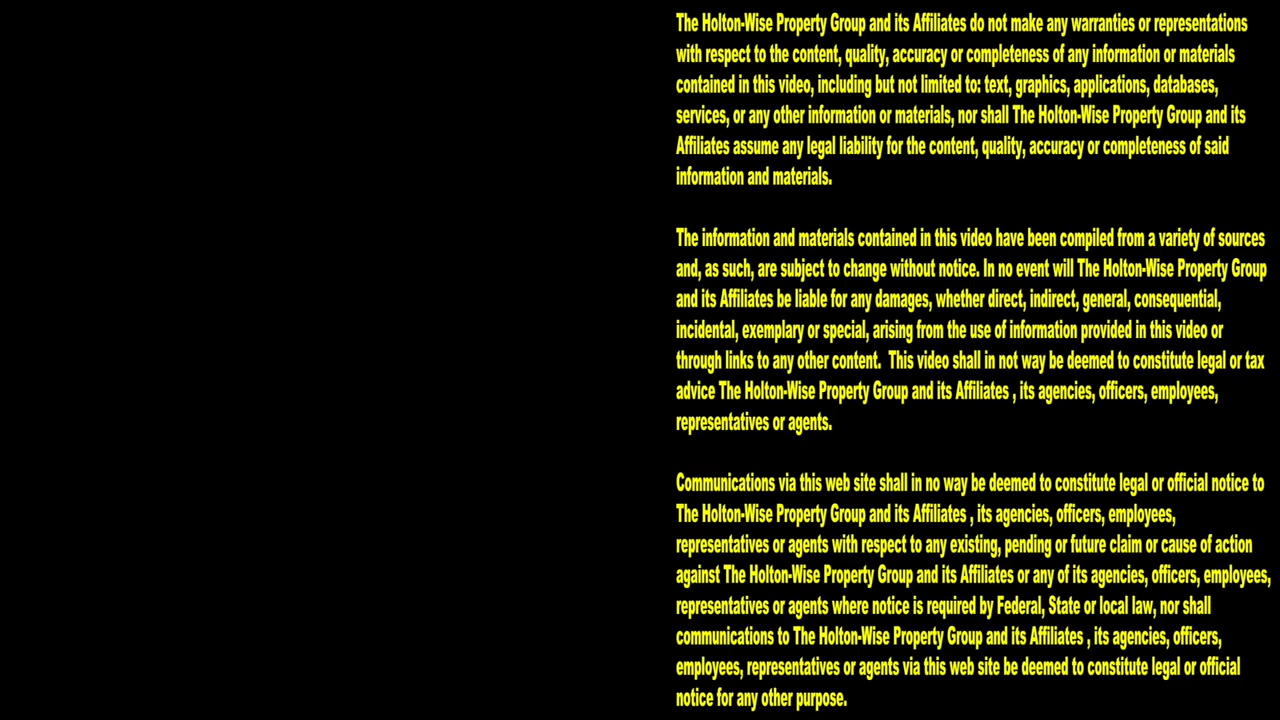 The Holton-Wise Property Group and its Affiliates do not make any warranties or representations
with respect to the content, quality, accuracy or completeness of any information or materials
contained in this video, including but not limited to: text, graphics, applications, databases,
services, or any other information or materials, nor shall The Holton-Wise Property Group and its
Affiliates assume any legal liability for the content, quality, accuracy or completeness of said
information and materials.
The information and materials contained in this video have been compiled from a variety of sources
and, as such, are subject to change without notice. In no event will The Holton-Wise Property Group
and its Affiliates be liable for any damages, whether direct, indirect, general, consequential,
incidental, exemplary or special, arising from the use of information provided in this video or
through links to any other content.  This video shall in not way be deemed to constitute legal or tax
advice The Holton-Wise Property Group and its Affiliates , its agencies, officers, employees,
representatives or agents.
Communications via this web site shall in no way be deemed to constitute legal or official notice to
The Holton-Wise Property Group and its Affiliates , its agencies, officers, employees,
representatives or agents with respect to any existing, pending or future claim or cause of action
against The Holton-Wise Property Group and its Affiliates or any of its agencies, officers, employees,
representatives or agents where notice is required by Federal, State or local law, nor shall
communications to The Holton-Wise Property Group and its Affiliates , its agencies, officers,
employees, representatives or agents via this web site be deemed to constitute legal or official
notice for any other purpose.